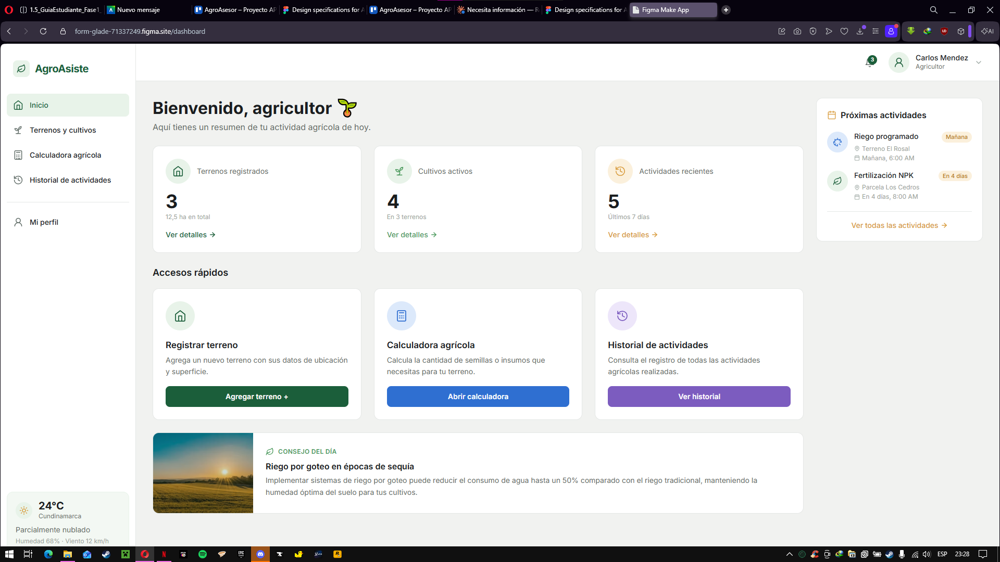 1.5_GuiaEstudiante_Fase1_
Nuevo mensaje
AgroAsesor – Proyecto AP
Design specifications for A
AgroAsesor – Proyecto AP
Necesita información — R
Design specifications for A
Figma Make App
form-glade-71337249.figma.site/dashboard
AI
AgroAsiste
3
Carlos Mendez
Agricultor
Inicio
Terrenos y cultivos
Calculadora agrícola
Historial de actividades
Mi perfil
24°C
Cundinamarca
Parcialmente nublado
Humedad 68% · Viento 12 km/h
Bienvenido, agricultor
Aquí tienes un resumen de tu actividad agrícola de hoy.
Terrenos registrados
3
12,5 ha en total
Ver detalles →
Cultivos activos
4
En 3 terrenos
Ver detalles →
Actividades recientes
5
Últimos 7 días
Ver detalles →
Accesos rápidos
Registrar terreno
Agrega un nuevo terreno con sus datos de ubicación
y superficie.
Agregar terreno +
Calculadora agrícola
Calcula la cantidad de semillas o insumos que
necesitas para tu terreno.
Abrir calculadora
Historial de actividades
Consulta el registro de todas las actividades
agrícolas realizadas.
Ver historial
CONSEJO DEL DÍA
Riego por goteo en épocas de sequía
Implementar sistemas de riego por goteo puede reducir el consumo de agua hasta un 50% comparado con el riego tradicional, manteniendo la
humedad óptima del suelo para tus cultivos.
Próximas actividades
Riego programado
Mañana
Terreno El Rosal
Mañana, 6:00 AM
Fertilización NPK
En 4 días
Parcela Los Cedros
En 4 días, 8:00 AM
Ver todas las actividades →
EPIC
ESP
23:28